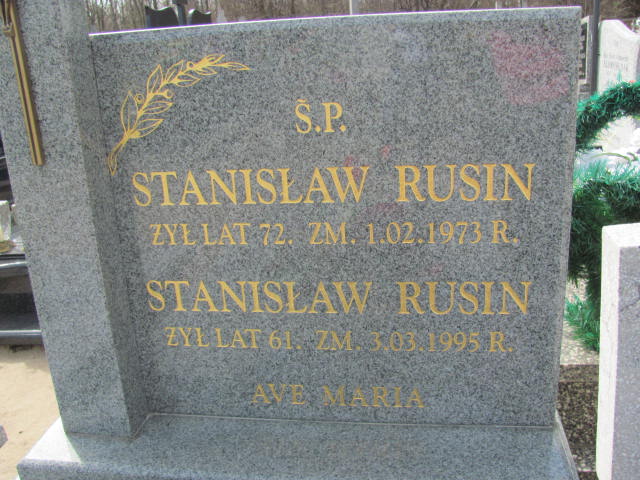 Ś.P.
STANISŁAW RUSIN
ŻYŁ LAT 72. ZM. 1.02.1973 R.
STANISŁAW RUSIN
ŻYŁ LAT 61. ZM. 3.03.1995 R.
AVE MARIA